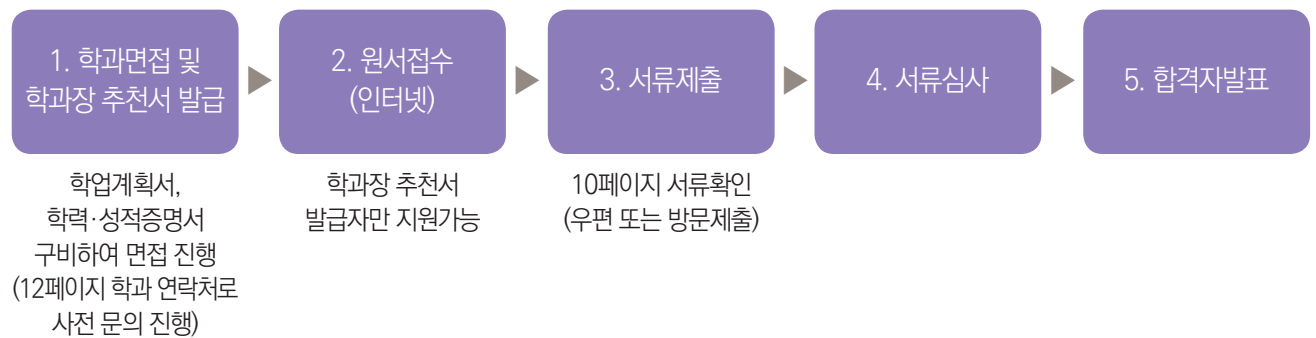 1. 학과면접 및
학과장 추천서 발급
2. 원서접수
(인터넷)
3. 서류제출
4. 서류심사
5. 합격자발표
학업계획서,
학력·성적증명서
구비하여 면접 진행
(12페이지 학과 연락처로
사전 문의 진행)
학과장 추천서
발급자만 지원가능
10페이지 서류확인
(우편 또는 방문제출)